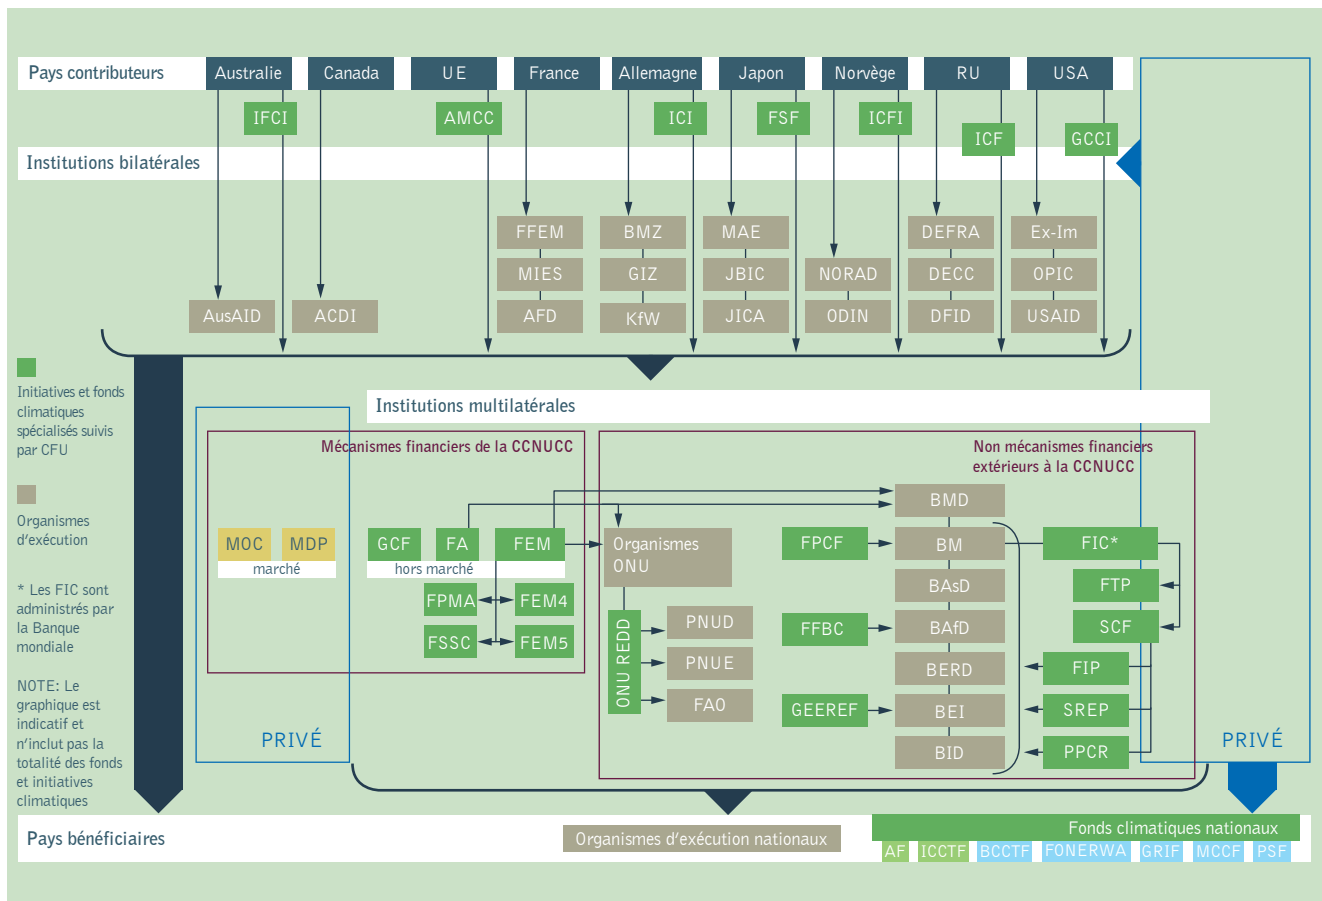 Pays contributeurs
Australie
Canada
UE
France
Allemagne
Japon
Norvège
RU
USA
IFCI
AMCC
ICI
FSF
ICFI
ICF
GCCI
Institutions bilatérales
FFEM
BMZ
MAE
DEFRA
Ex-Im
MIES
GIZ
JBIC
NORAD
DECC
OPIC
AusAID
ACDI
AFD
KfW
JICA
ODIN
DFID
USAID
Initiatives et fonds
climatiques
spécialisés suivis
par CFU
Organismes
d'exécution
* Les FIC sont
administrés par
la Banque
mondiale
NOTE: Le
graphique est
indicatif et
n'inclut pas la
totalité des fonds
et initiatives
climatiques
Institutions multilatérales
Mécanismes financiers de la CCNUCC
MOC
MDP
marché
GCF
FA
FEM
hors marché
FPMA
FEM4
FSSC
FEM5
PRIVÉ
Non mécanismes financiers
extérieurs à la CCNUCC
Organismes
ONU
ONU REDD
PNUD
PNUE
FAO
FPCF
FFBC
GEEREF
BMD
BM
BAsD
BAfD
BERD
BEI
BID
FIC*
FTP
SCF
FIP
SREP
PPCR
PRIVÉ
Pays bénéficiaires
Organismes d'exécution nationaux
Fonds climatiques nationaux
AF
ICCTF
BCCTF
FONERWA
GRIF
MCCF
PSF